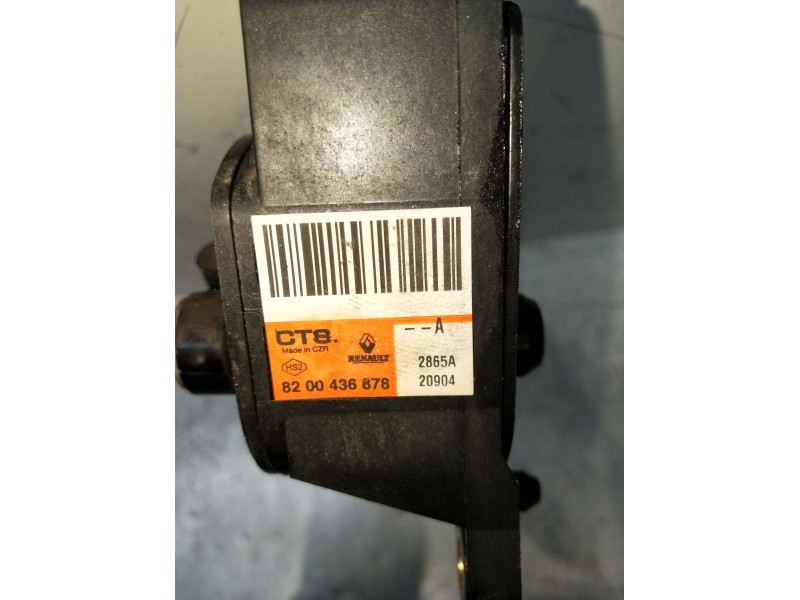 CTS.
Made in CZR
RENAULT
--A
HS2
2865A
82 00 436 878
20904